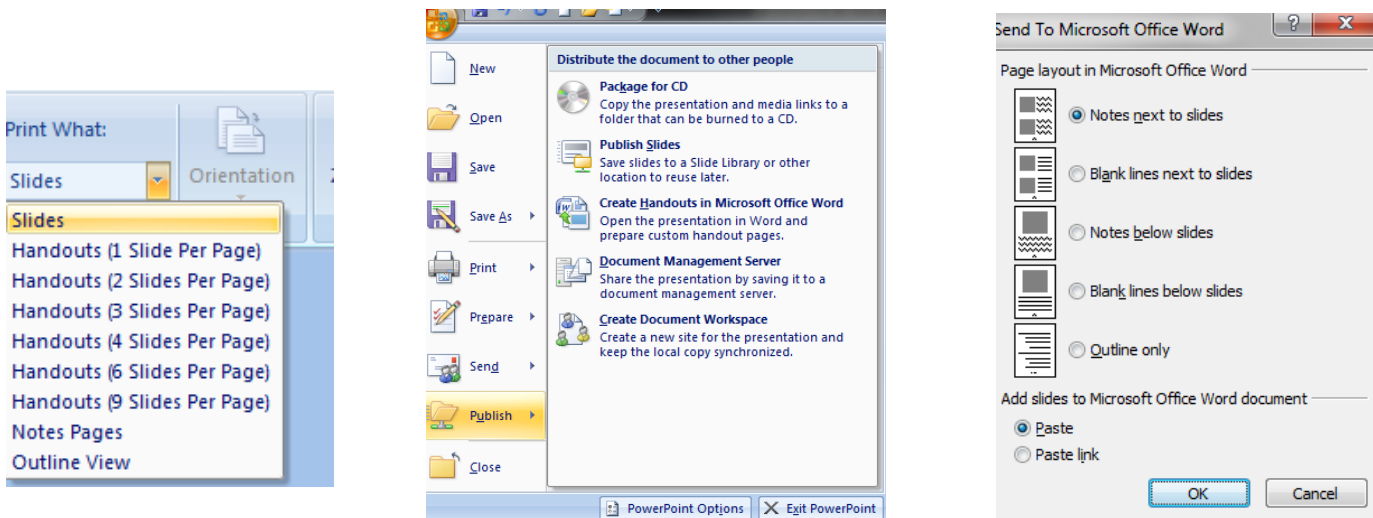 Print What:
Slides
Orientation
Slides
Handouts (1 Slide Per Page)
Handouts (2 Slides Per Page)
Handouts (3 Slides Per Page)
Handouts (4 Slides Per Page)
Handouts (6 Slides Per Page)
Handouts (9 Slides Per Page)
Notes Pages
Outline View
New
Open
Save
Save As
Print
Prepare
Send
Publish
Close
Distribute the document to other people
Package for CD
Copy the presentation and media links to a
folder that can be burned to a CD.
Publish Slides
Save slides to a Slide Library or other
location to reuse later.
Create Handouts in Microsoft Office Word
Open the presentation in Word and
prepare custom handout pages.
Document Management Server
Share the presentation by saving it to a
document management server.
Create Document Workspace
Create a new site for the presentation and
keep the local copy synchronized.
PowerPoint Options
Exit PowerPoint
Send To Microsoft Office Word
Page layout in Microsoft Office Word
Notes next to slides
Blank lines next to slides
Notes below slides
Blank lines below slides
Outline only
Add slides to Microsoft Office Word document
Paste
Paste link
OK
Cancel